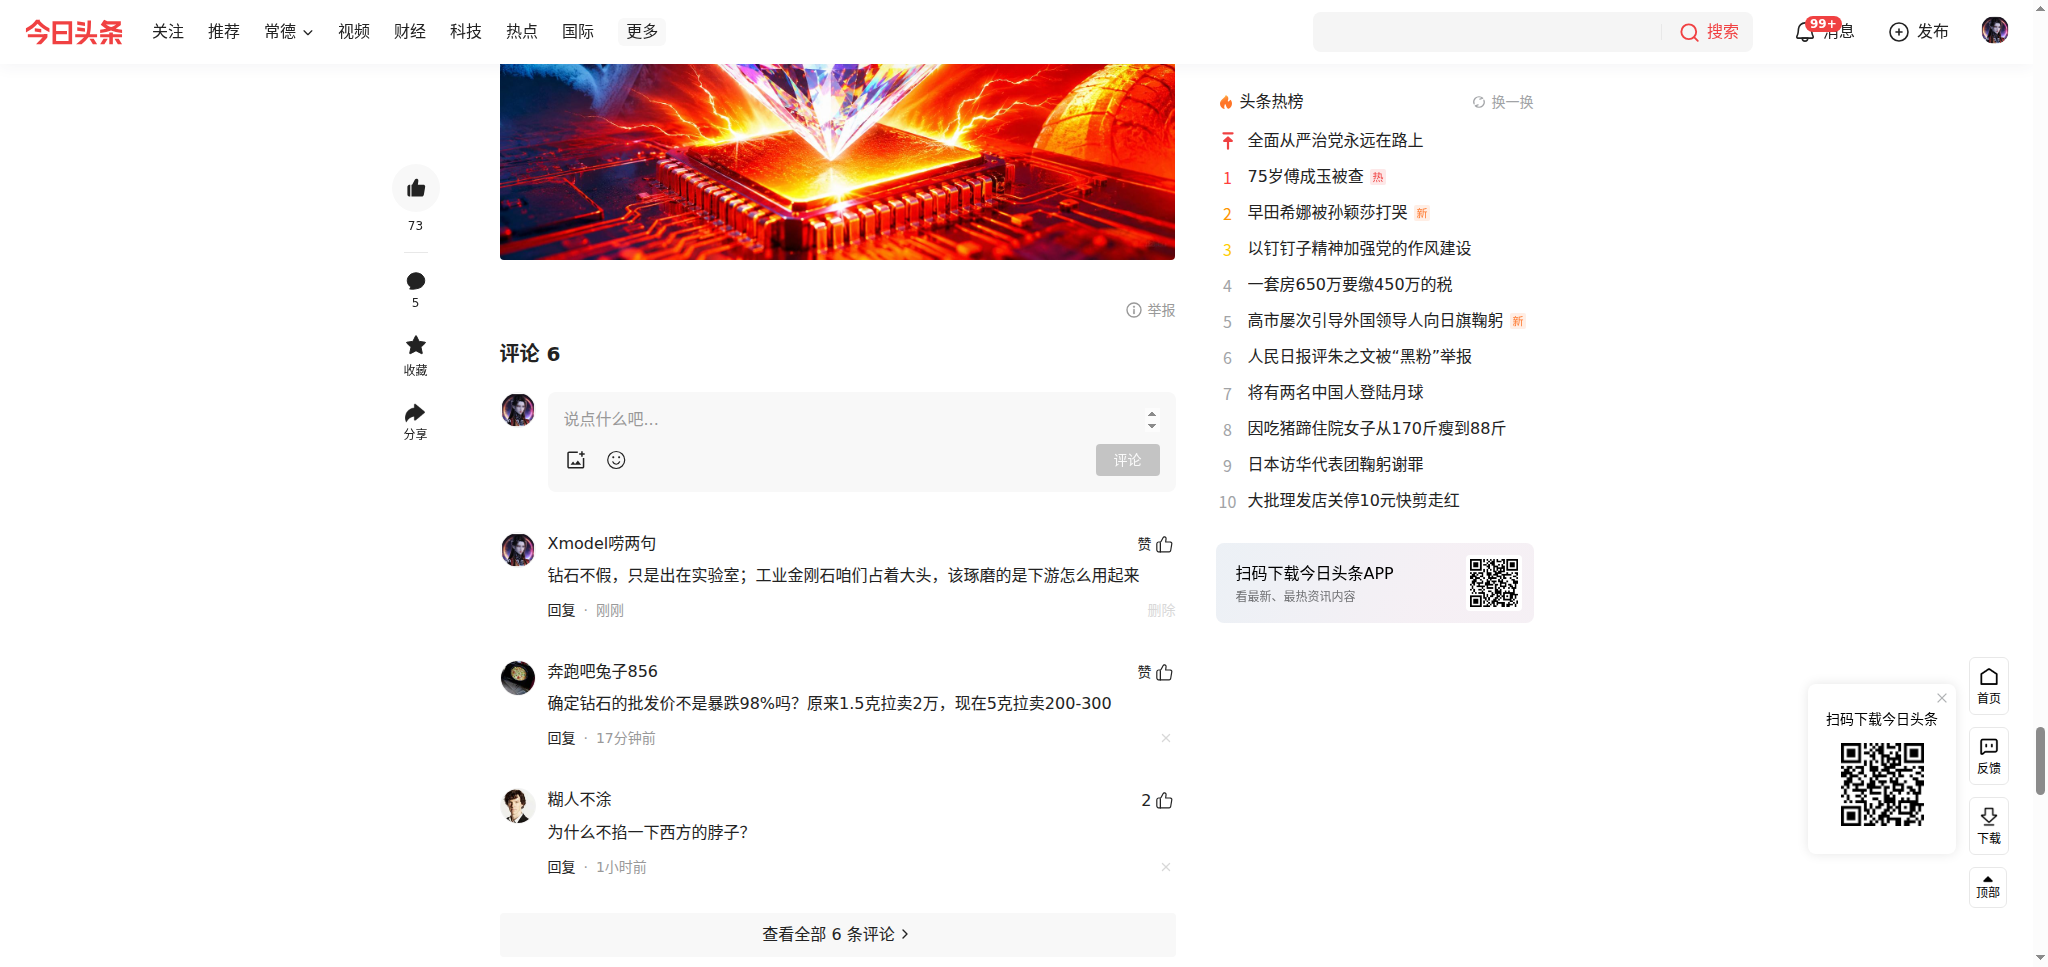 今日头条 关注 推荐 常德 视频 财经 科技 热点 国际 更多 搜索 99+ 消息 发布
73
5
收藏
分享
举报
评论 6
说点什么吧...
评论
Xmodel唠两句 赞
钻石不假，只是出在实验室；工业金刚石咱们占着大头，该琢磨的是下游怎么用起来
回复 · 刚刚 删除
奔跑吧兔子856 赞
确定钻石的批发价不是暴跌98%吗？原来1.5克拉卖2万，现在5克拉卖200-300
回复 · 17分钟前
糊人不涂 2
为什么不掐一下西方的脖子？
回复 · 1小时前
查看全部 6 条评论
头条热榜 换一换
全面从严治党永远在路上
1 75岁傅成玉被查 热
2 早田希娜被孙颖莎打哭 新
3 以钉钉子精神加强党的作风建设
4 一套房650万要缴450万的税
5 高市屡次引导外国领导人向日旗鞠躬 新
6 人民日报评朱之文被“黑粉”举报
7 将有两名中国人登陆月球
8 因吃猪蹄住院女子从170斤瘦到88斤
9 日本访华代表团鞠躬谢罪
10 大批理发店关停10元快剪走红
扫码下载今日头条APP
看最新、最热资讯内容
扫码下载今日头条
首页
反馈
下载
顶部